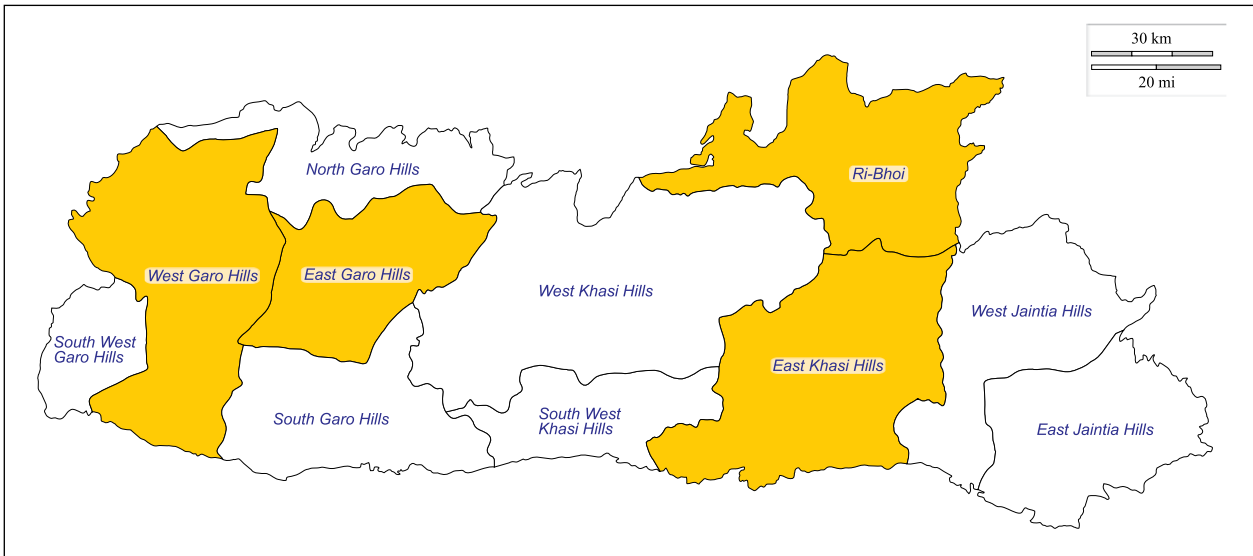 30 km
20 mi
North Garo Hills
Ri-Bhoi
West Garo Hills
East Garo Hills
West Khasi Hills
West Jaintia Hills
South West
Garo Hills
East Khasi Hills
South Garo Hills
South West
Khasi Hills
East Jaintia Hills